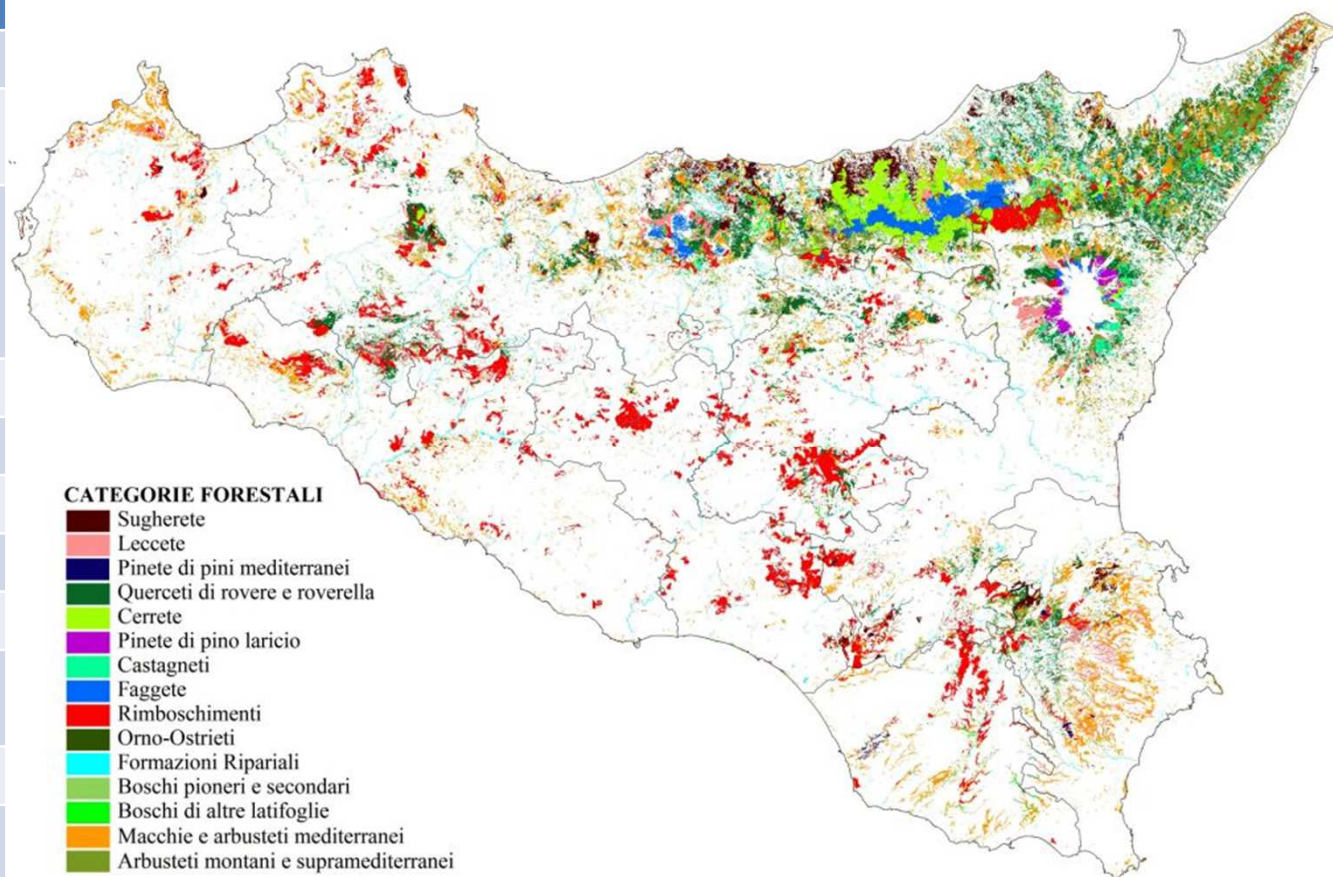 CATEGORIE FORESTALI
Sugherete
Leccete
Pinete di pini mediterranei
Querceti di rovere e roverella
Cerrete
Pinete di pino laricio
Castagneti
Faggete
Rimboschimenti
Orno-Ostrieti
Formazioni Ripariali
Boschi pioneri e secondari
Boschi di altre latifoglie
Macchie e arbusteti mediterranei
Arbusteti montani e supramediterranei